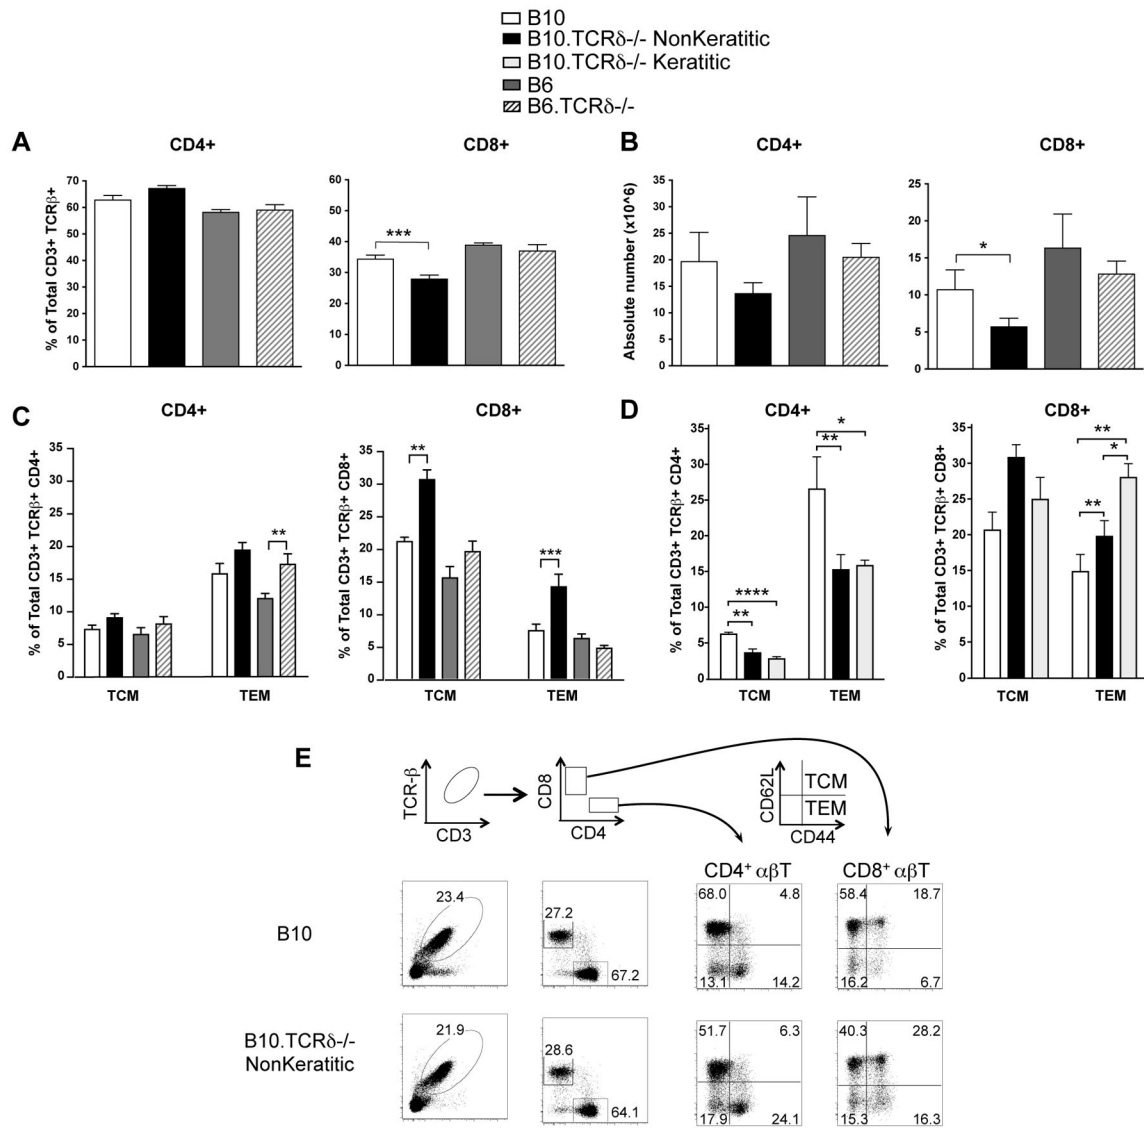 B10
B10.TCRδ-/- NonKeratitic
B10.TCRδ-/- Keratitic
B6
B6.TCRδ-/-
A
CD4+
% of Total CD3+ TCRβ+
70
60
50
40
30
20
10
0
CD8+
60
50
40
30
20
10
0
***
B
CD4+
Absolute number (x10^6)
35
30
25
20
15
10
5
0
CD8+
25
20
15
10
5
0
*
C
CD4+
% of Total CD3+ TCRβ+ CD4+
35
30
25
20
15
10
5
0
**
TCM
TEM
CD8+
% of Total CD3+ TCRβ+ CD8+
35
30
25
20
15
10
5
0
**
***
TCM
TEM
D
CD4+
% of Total CD3+ TCRβ+ CD4+
35
30
25
20
15
10
5
0
****
**
*
**
TCM
TEM
CD8+
% of Total CD3+ TCRβ+ CD8+
35
30
25
20
15
10
5
0
**
*
**
TCM
TEM
E
TCR-β
CD3
CD8
CD4
CD62L
TCM
TEM
CD44
CD4+ αβT
CD8+ αβT
B10
23.4
27.2
67.2
68.0 4.8
13.1 14.2
58.4 18.7
16.2 6.7
B10.TCRδ-/-
NonKeratitic
21.9
28.6
64.1
51.7 6.3
17.9 24.1
40.3 28.2
15.3 16.3